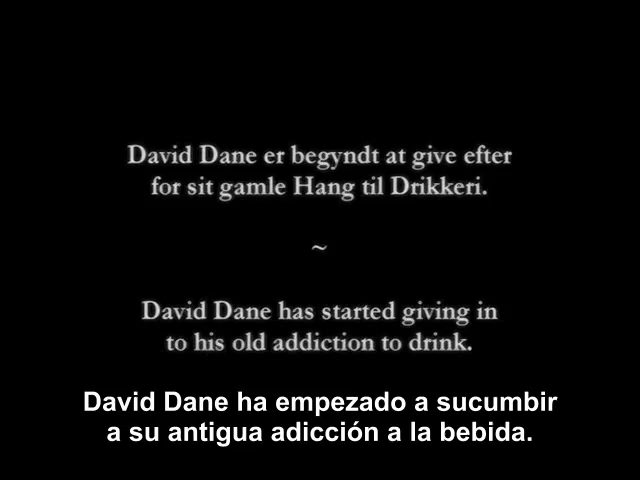 David Dane er begyndt at give efter
for sit gamle Hang til Drikkeri.
~
David Dane has started giving in
to his old addiction to drink.
David Dane ha empezado a sucumbir
a su antigua adicción a la bebida.